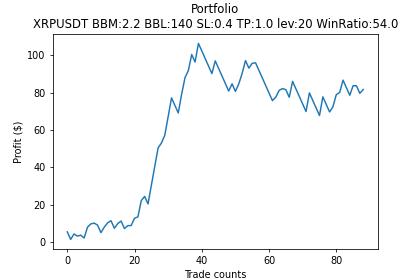 Portfolio
XRPUSDT BBM:2.2 BBL:140 SL:0.4 TP:1.0 lev:20 WinRatio:54.0
Profit ($)
100
80
60
40
20
0
0
20
40
60
80
Trade counts